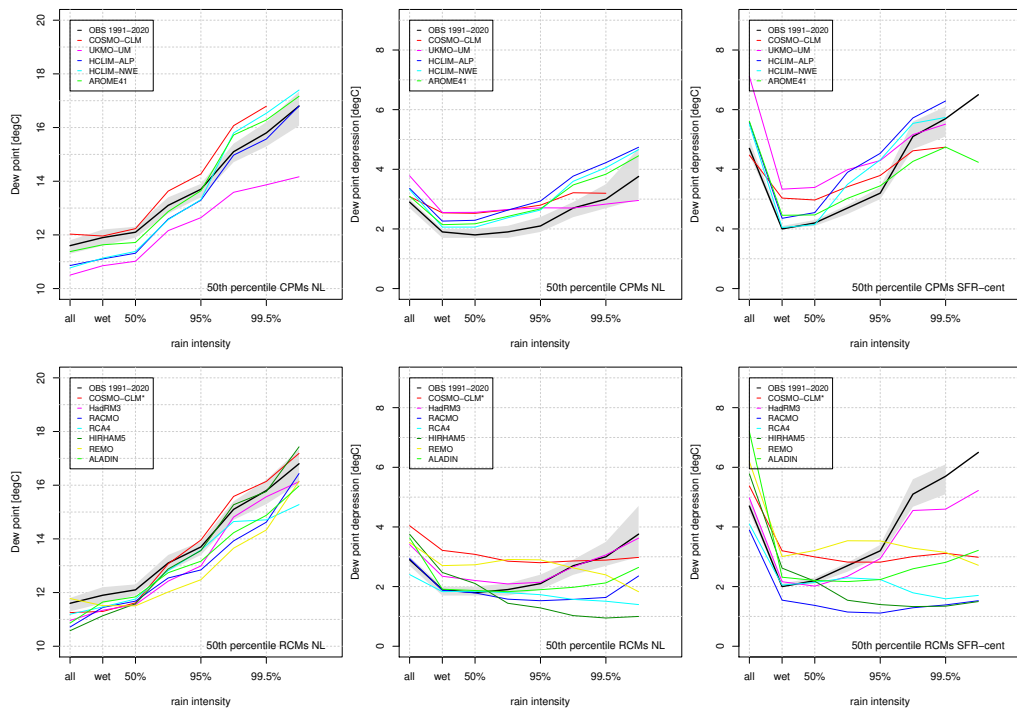 Dew point [degC]
20
18
16
14
12
10
OBS 1991−2020
COSMO−CLM
UKMO−UM
HCLIM−ALP
HCLIM−NWE
AROME41
50th percentile CPMs NL
all wet 50% 95% 99.5%
rain intensity
Dew point depression [degC]
8
6
4
2
0
OBS 1991−2020
COSMO−CLM
UKMO−UM
HCLIM−ALP
HCLIM−NWE
AROME41
50th percentile CPMs NL
Dew point depression [degC]
8
6
4
2
0
OBS 1991−2020
COSMO−CLM
UKMO−UM
HCLIM−ALP
HCLIM−NWE
AROME41
50th percentile CPMs SFR−cent
all wet 50% 95% 99.5%
rain intensity
Dew point [degC]
20
18
16
14
12
10
OBS 1991−2020
COSMO−CLM*
HadRM3
RACMO
RCA4
HIRHAM5
REMO
ALADIN
50th percentile RCMs NL
all wet 50% 95% 99.5%
rain intensity
Dew point depression [degC]
8
6
4
2
0
OBS 1991−2020
COSMO−CLM*
HadRM3
RACMO
RCA4
HIRHAM5
REMO
ALADIN
50th percentile RCMs NL
all wet 50% 95% 99.5%
rain intensity
Dew point depression [degC]
8
6
4
2
0
OBS 1991−2020
COSMO−CLM*
HadRM3
RACMO
RCA4
HIRHAM5
REMO
ALADIN
50th percentile RCMs SFR−cent
all wet 50% 95% 99.5%
rain intensity